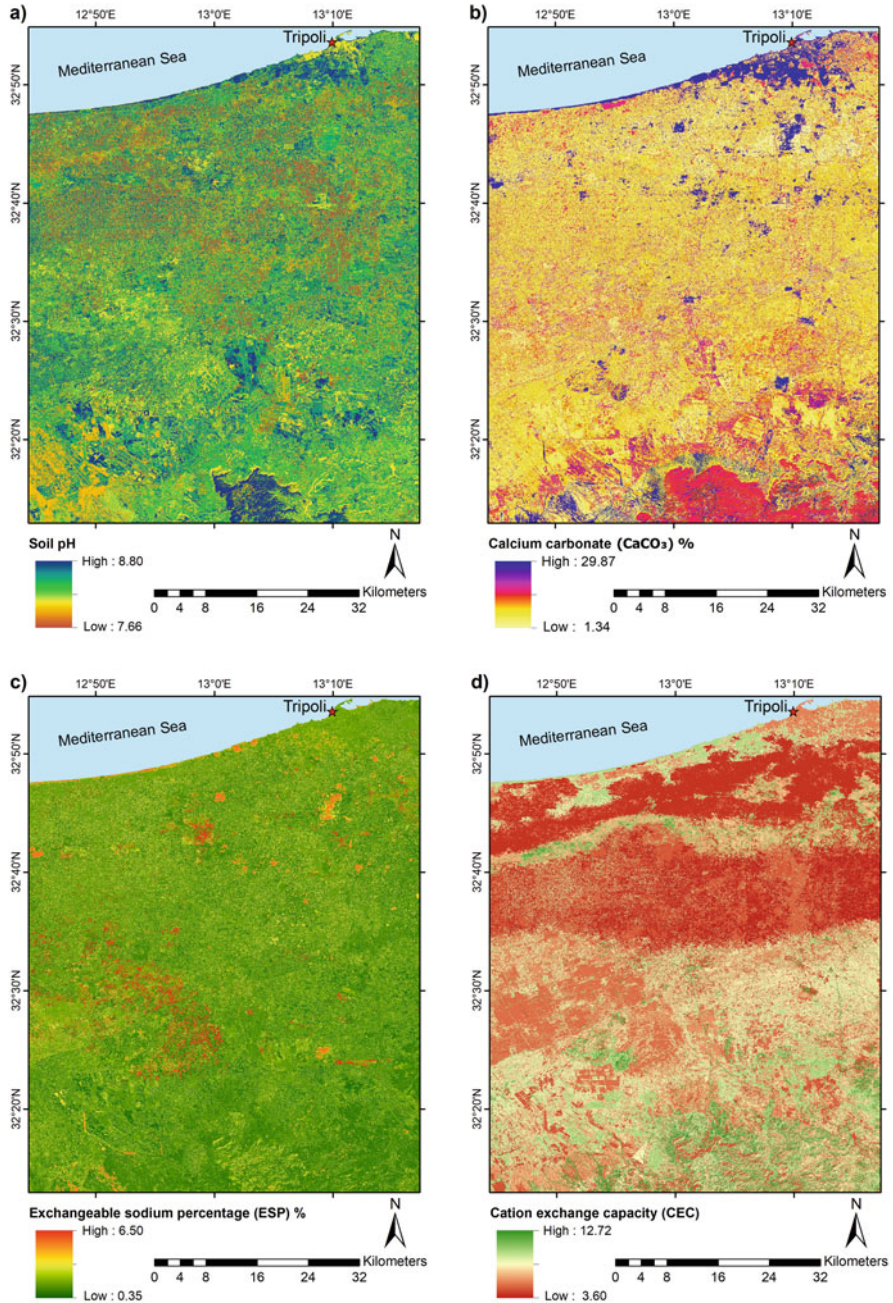 a)
12°50'E 13°0'E 13°10'E
Tripoli
Mediterranean Sea
32°50'N
32°40'N
32°30'N
32°20'N
N
Soil pH
High : 8.80
Low : 7.66
Kilometers
0 4 8 16 24 32
b)
12°50'E 13°0'E 13°10'E
Tripoli
Mediterranean Sea
32°50'N
32°40'N
32°30'N
32°20'N
N
Calcium carbonate (CaCO₃) %
High : 29.87
Low : 1.34
Kilometers
0 4 8 16 24 32
c)
12°50'E 13°0'E 13°10'E
Tripoli
Mediterranean Sea
32°50'N
32°40'N
32°30'N
32°20'N
N
Exchangeable sodium percentage (ESP) %
High : 6.50
Low : 0.35
Kilometers
0 4 8 16 24 32
d)
12°50'E 13°0'E 13°10'E
Tripoli
Mediterranean Sea
32°50'N
32°40'N
32°30'N
32°20'N
N
Cation exchange capacity (CEC)
High : 12.72
Low : 3.60
Kilometers
0 4 8 16 24 32